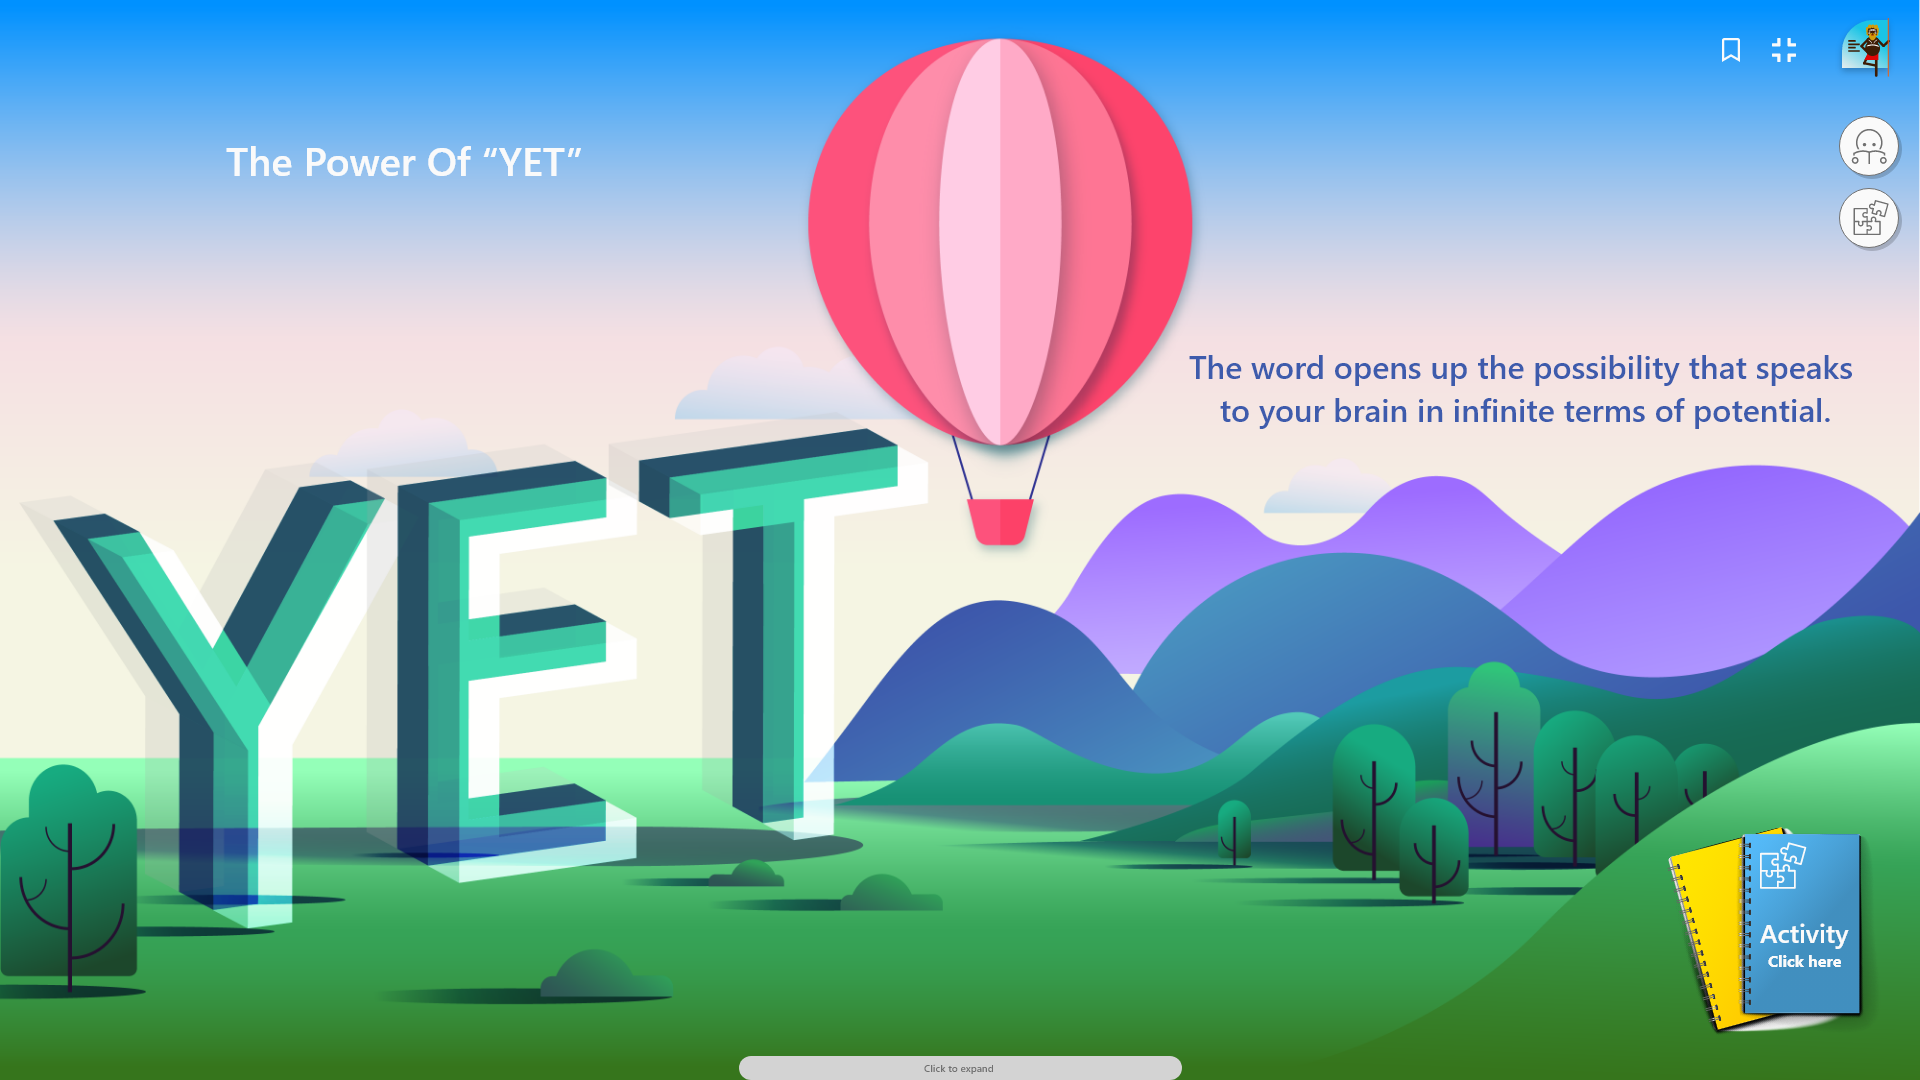 The Power Of “YET”
The word opens up the possibility that speaks
to your brain in infinite terms of potential.
YET
Activity
Click here
Click to expand